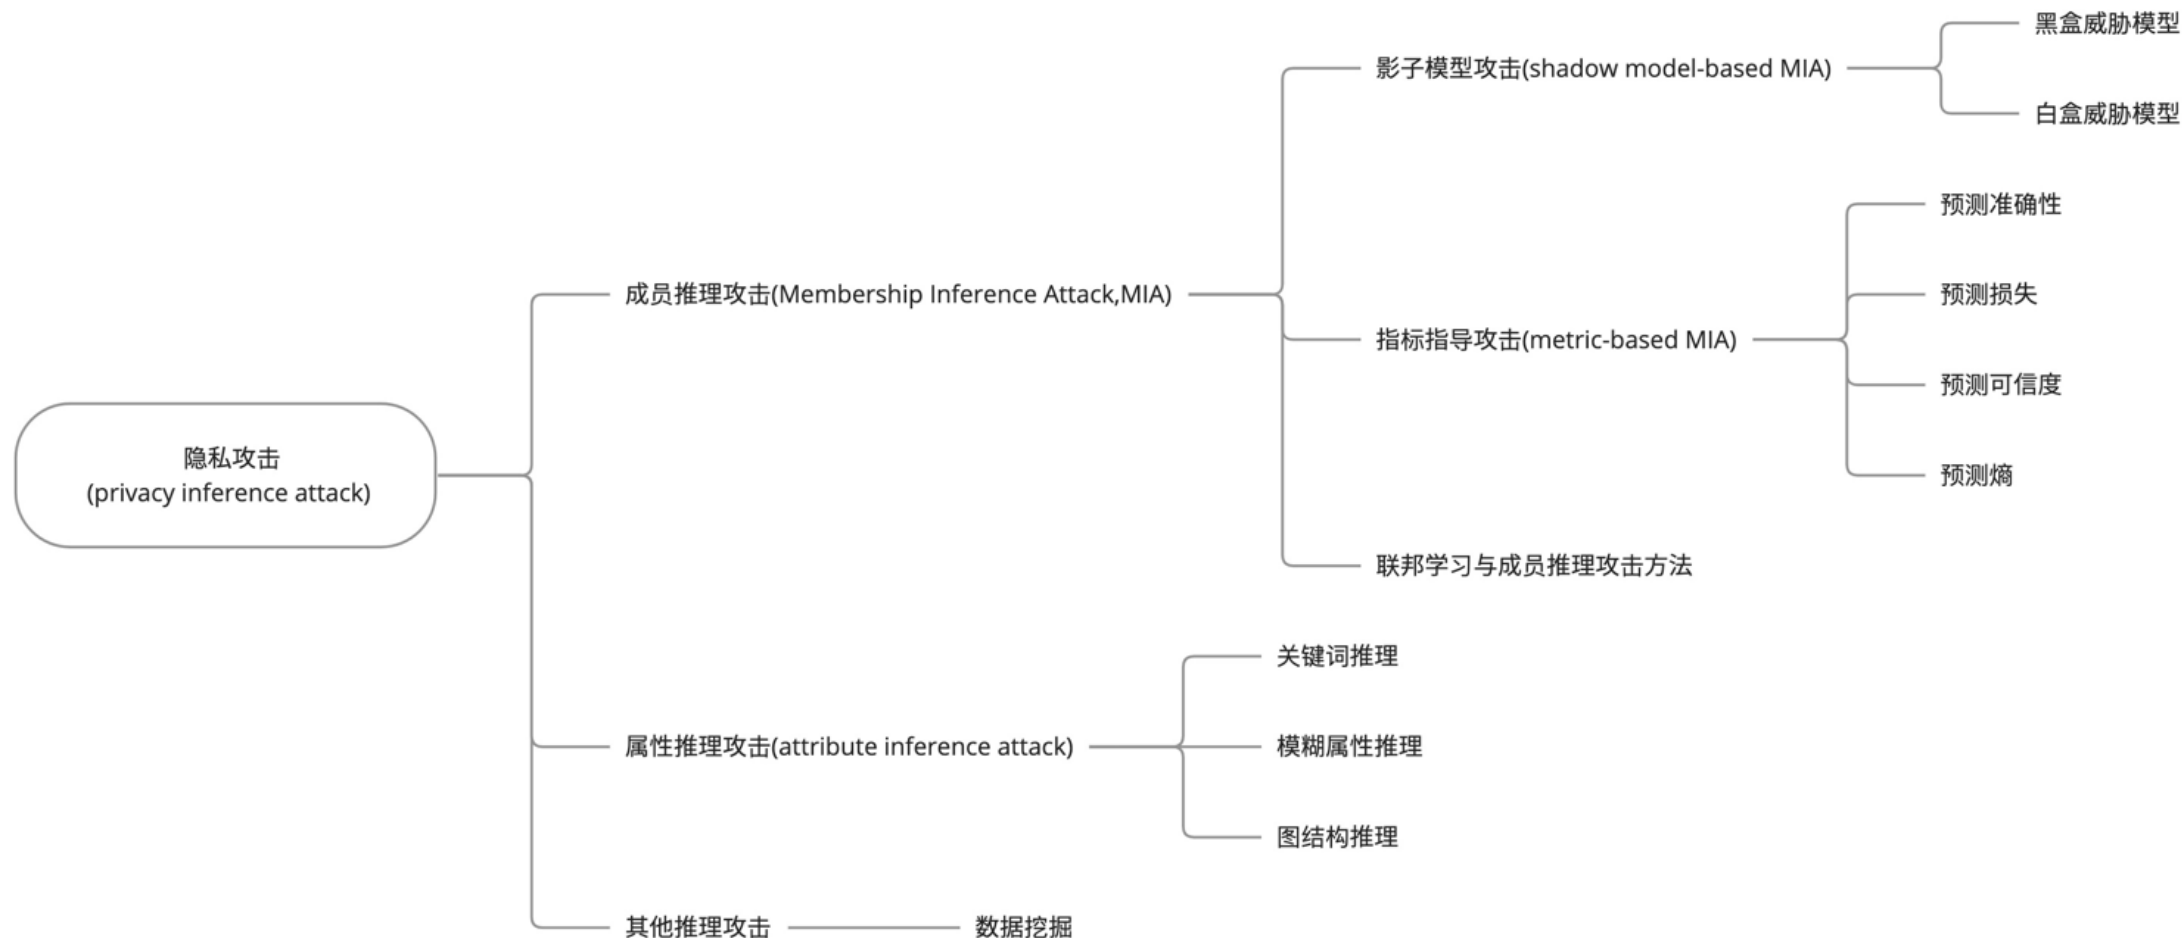 隐私攻击
(privacy inference attack)
成员推理攻击(Membership Inference Attack,MIA)
影子模型攻击(shadow model-based MIA)
黑盒威胁模型
白盒威胁模型
指标指导攻击(metric-based MIA)
预测准确性
预测损失
预测可信度
预测熵
联邦学习与成员推理攻击方法
属性推理攻击(attribute inference attack)
关键词推理
模糊属性推理
图结构推理
其他推理攻击
数据挖掘